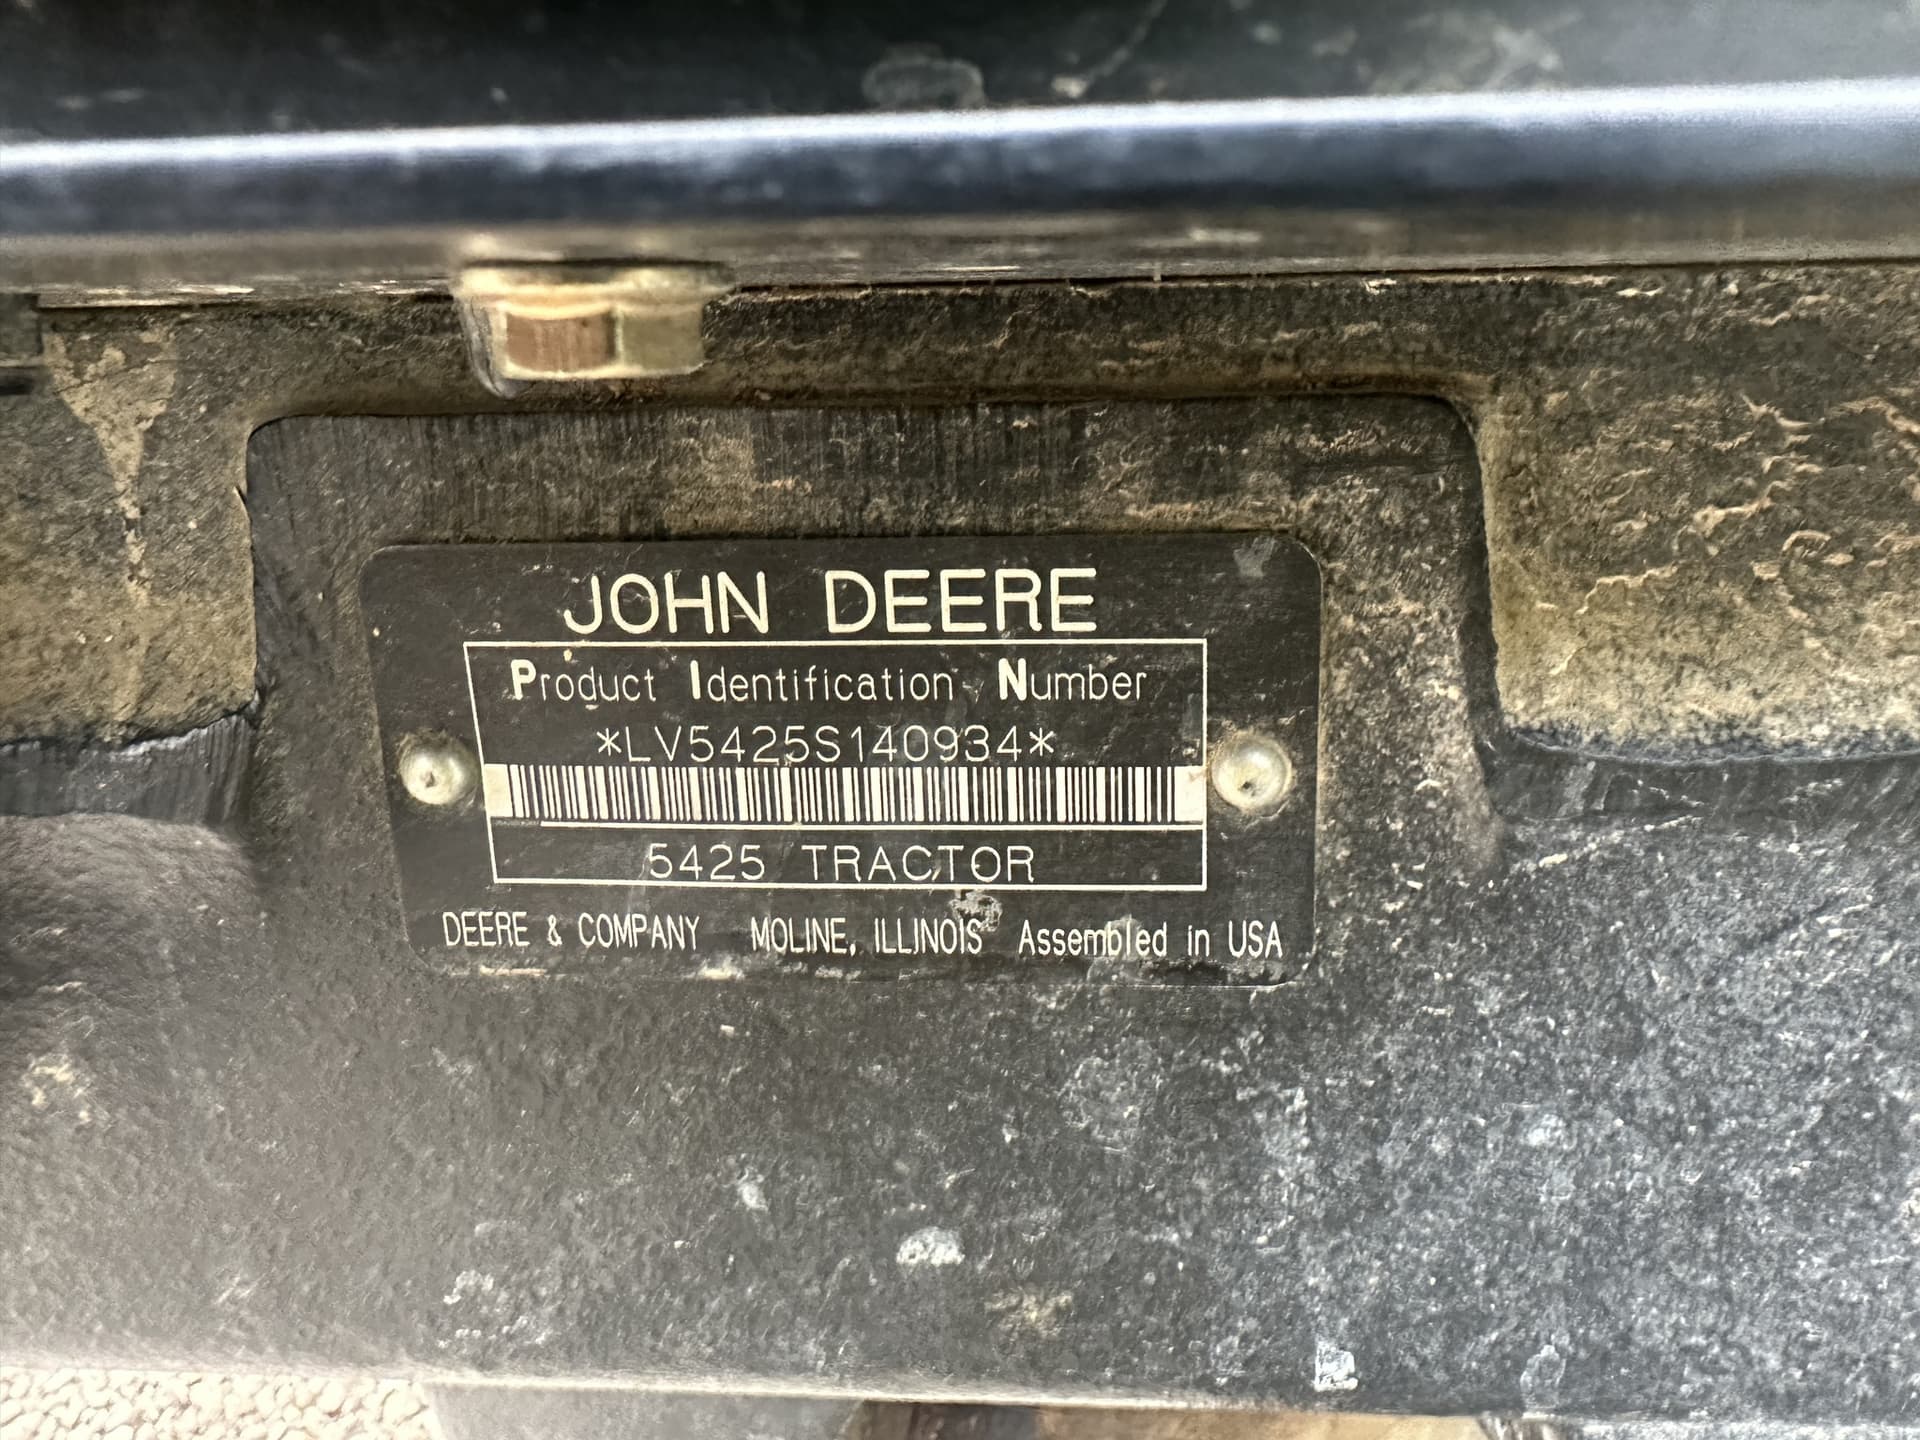 JOHN DEERE
Product Identification Number
*LV5425S140934*
5425 TRACTOR
DEERE & COMPANY MOLINE, ILLINOIS Assembled in USA